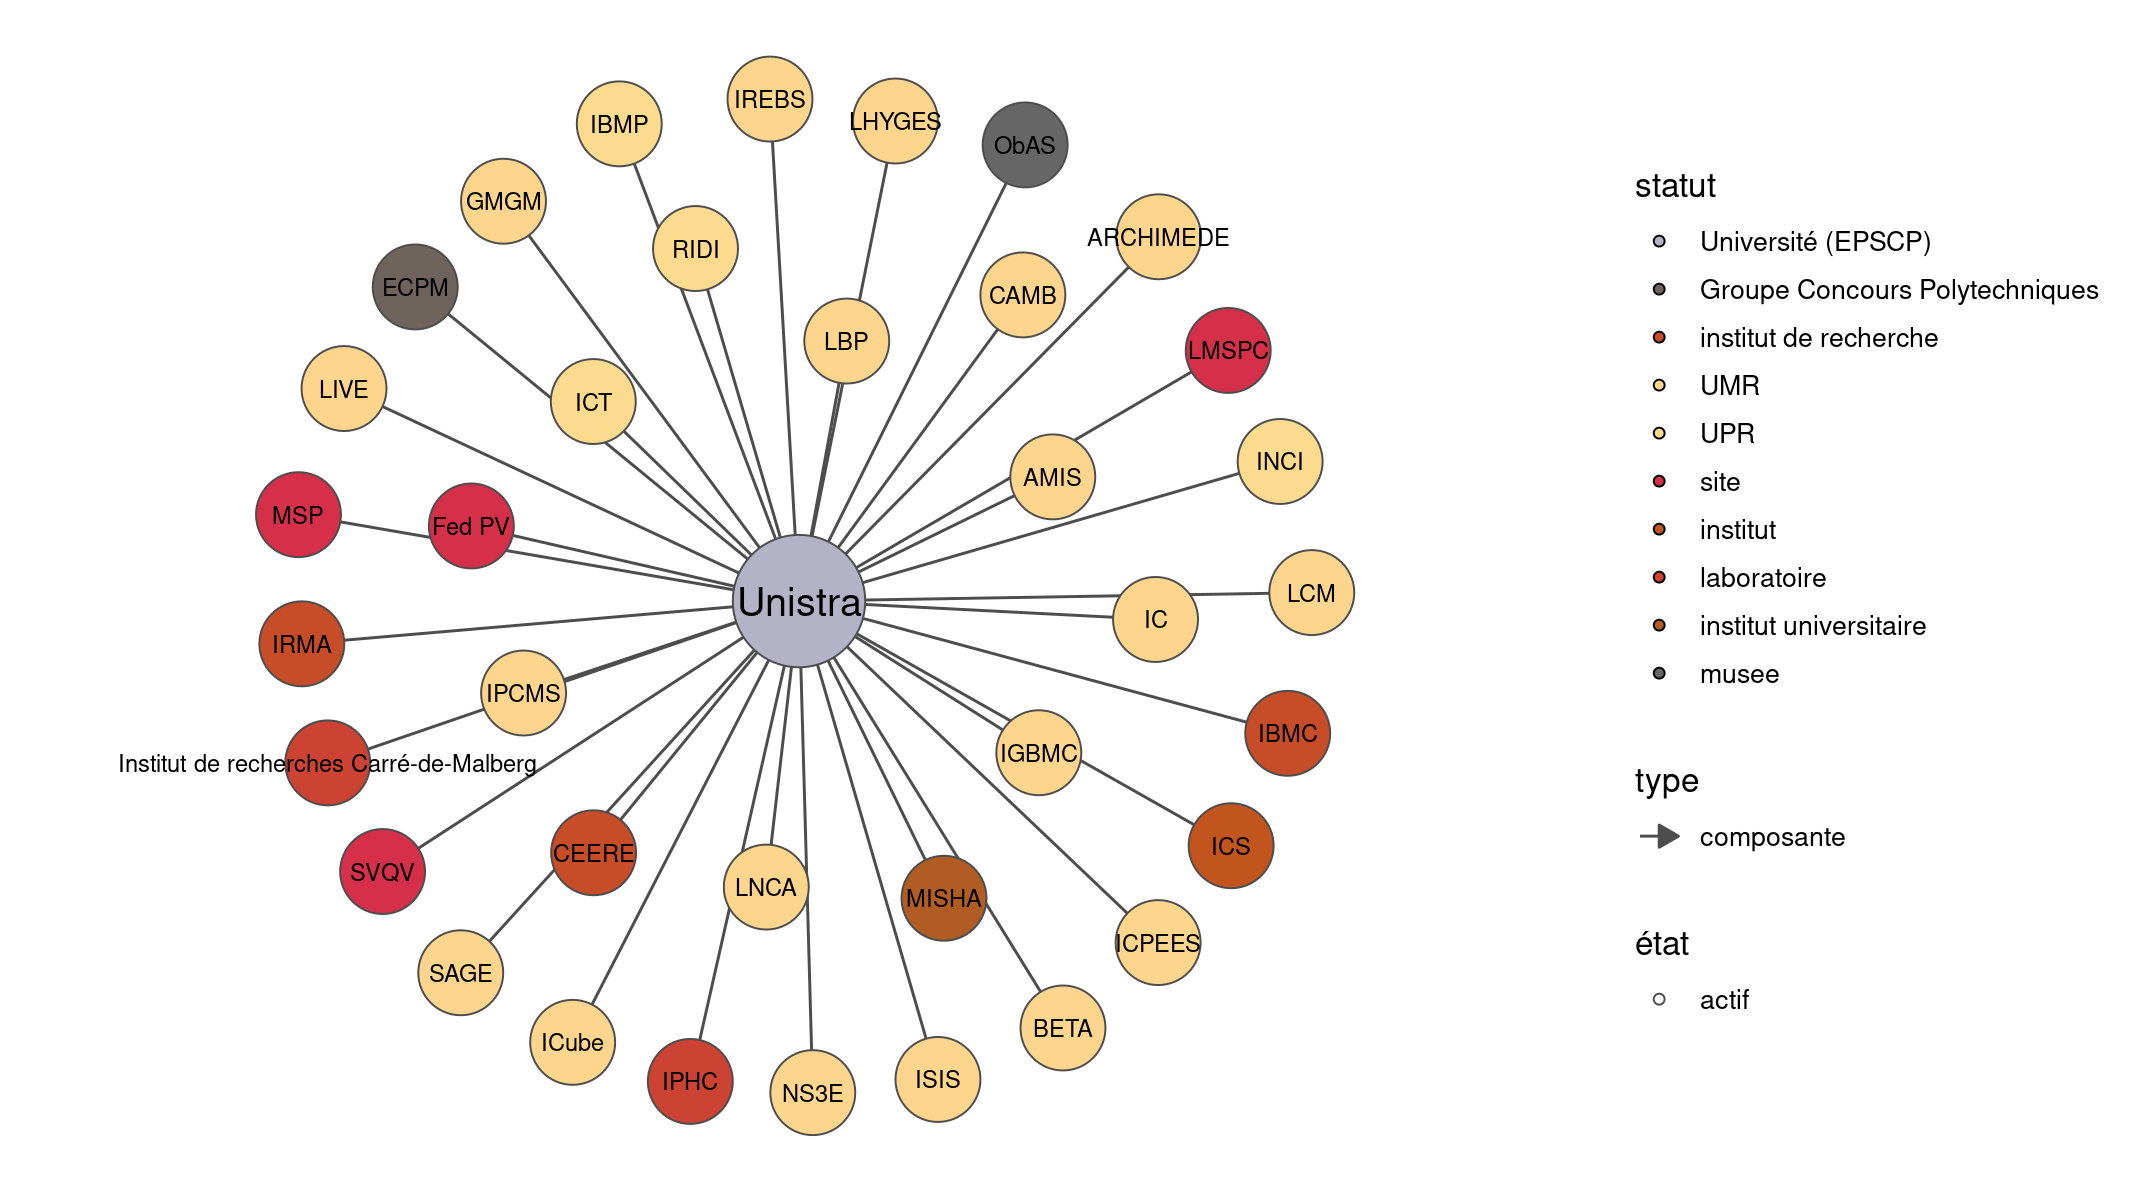 IREBS
LHYGES
IBMP
ObAS
GMGM
ARCHIMEDE
RIDI
ECPM
CAMB
LBP
LMSPC
LIVE
ICT
INCI
AMIS
MSP
Fed PV
LCM
Unistra
IC
IRMA
IPCMS
IBMC
IGBMC
Institut de recherches Carré-de-Malberg
ICS
CEERE
SVQV
LNCA
MISHA
ICPEES
SAGE
BETA
ICube
ISIS
IPHC
NS3E
statut
Université (EPSCP)
Groupe Concours Polytechniques
institut de recherche
UMR
UPR
site
institut
laboratoire
institut universitaire
musee
type
composante
état
actif